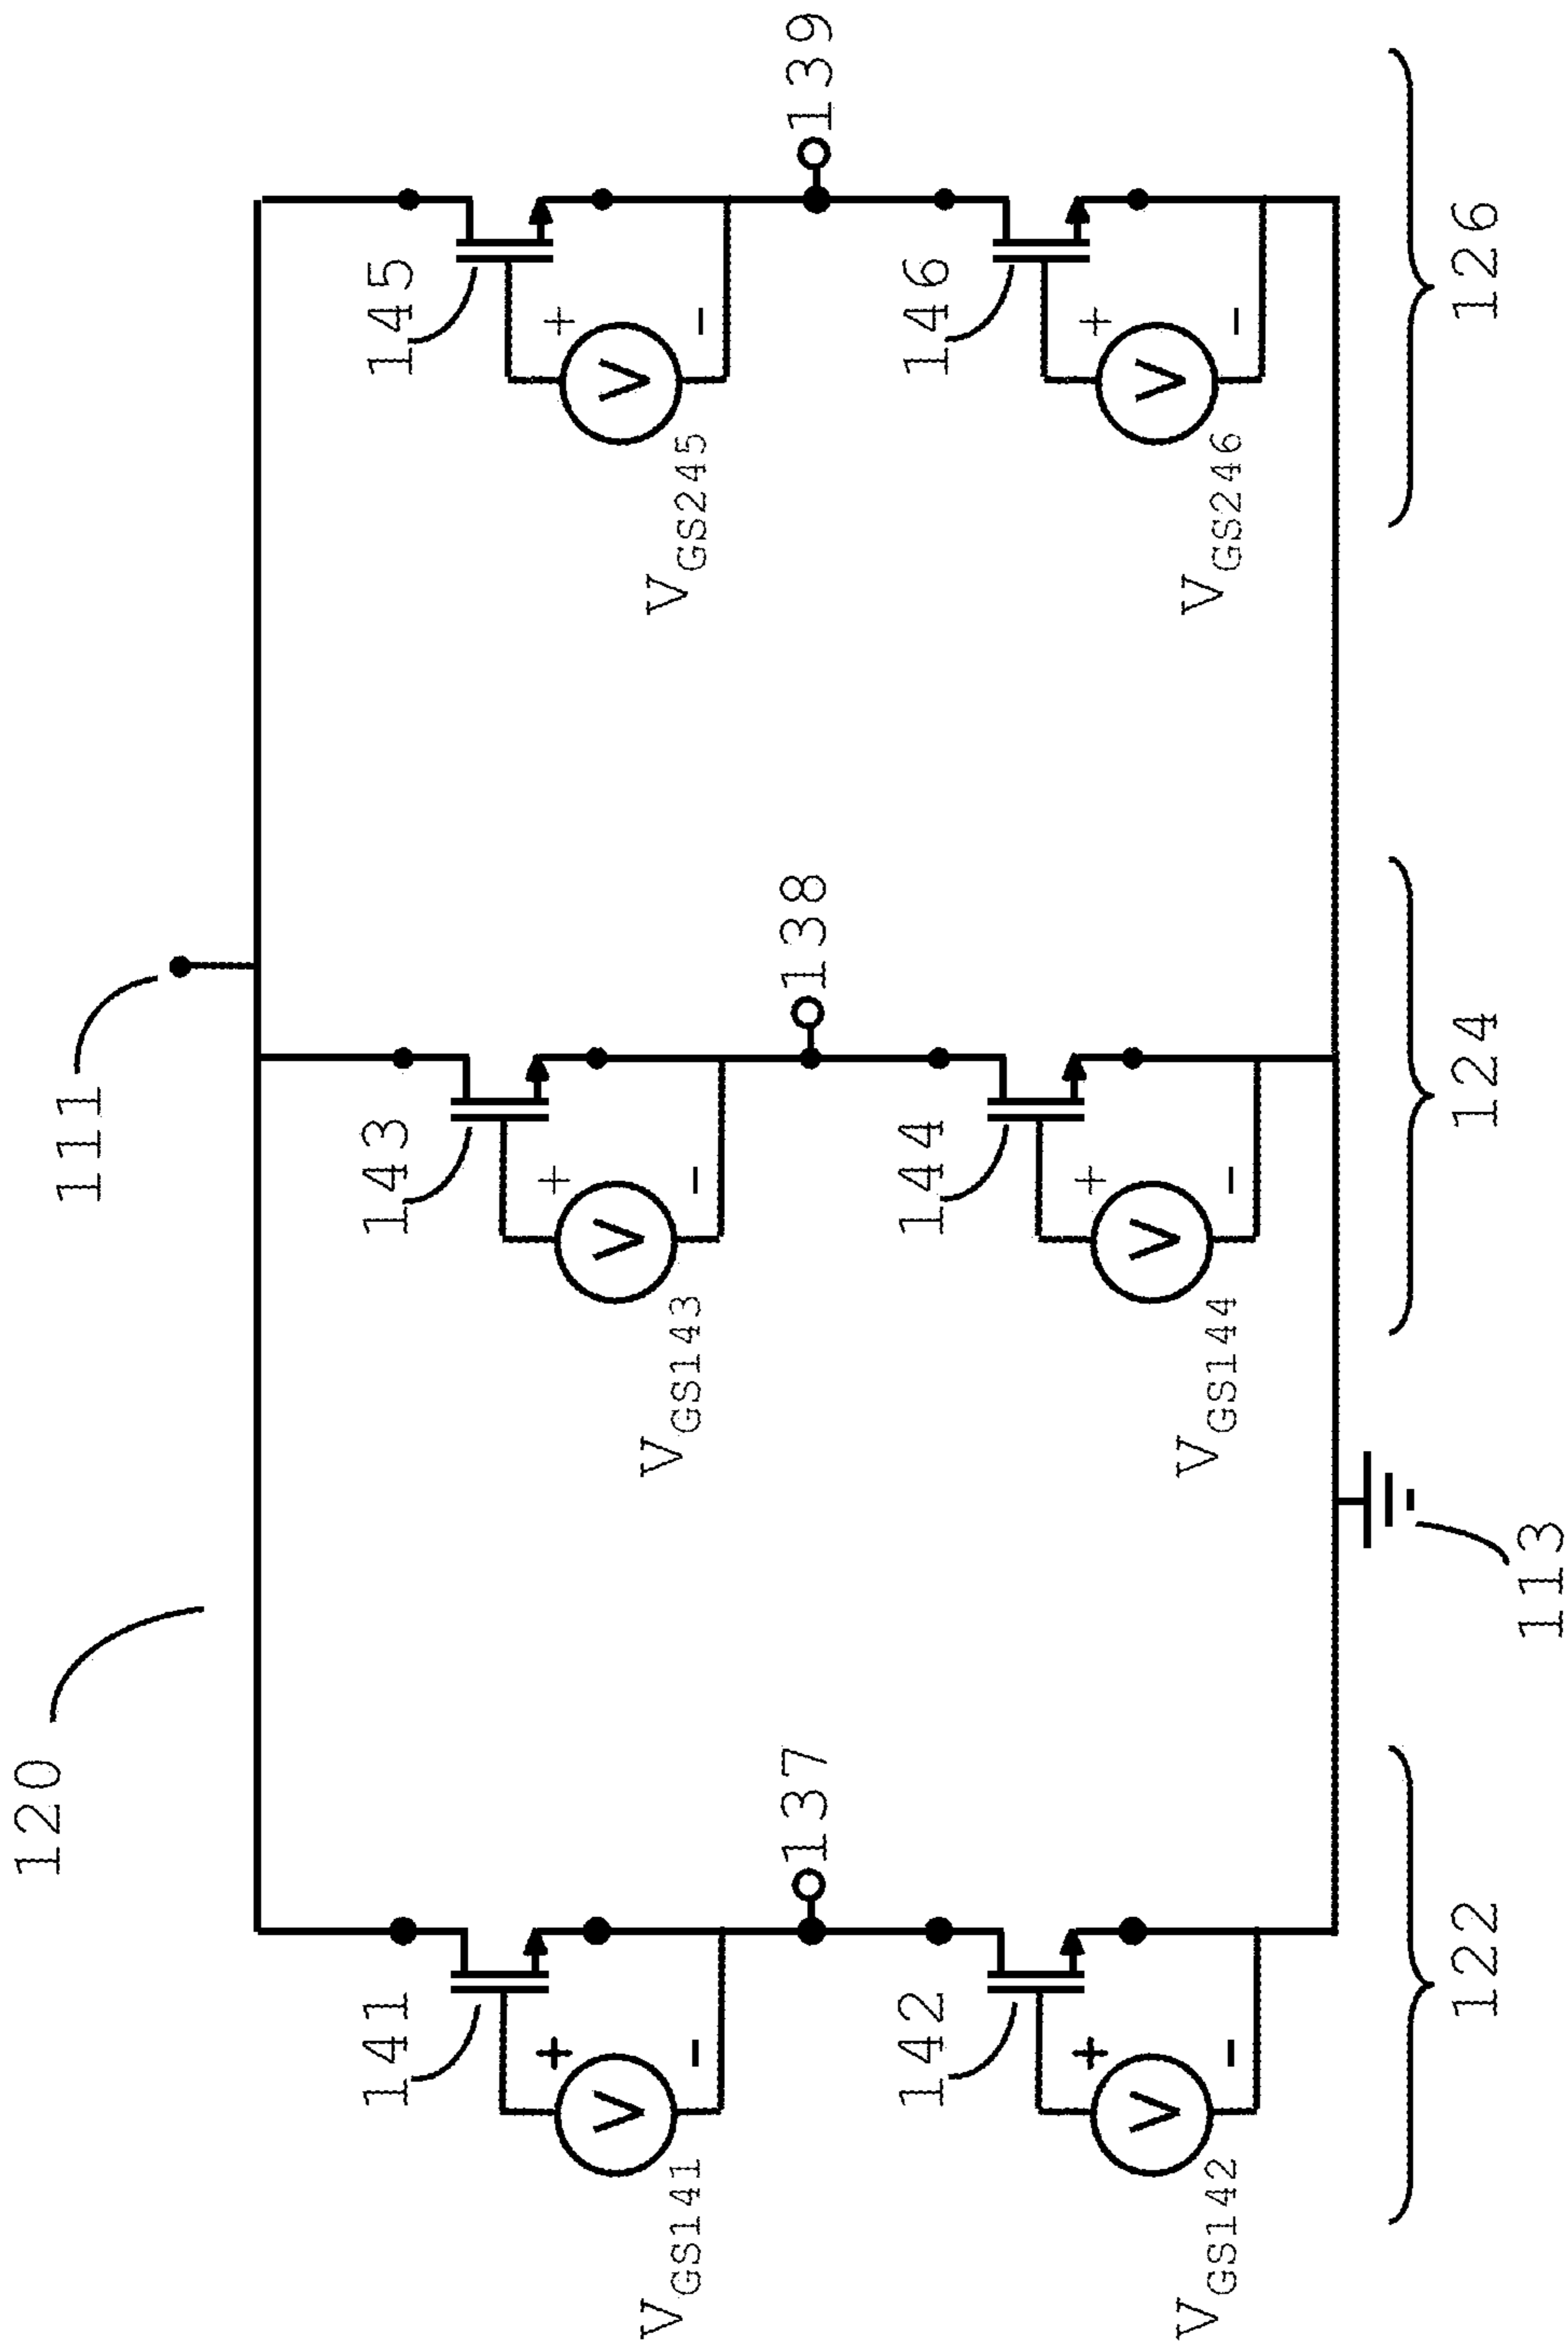 120
111
141
143
145
+
+
+
V
V
V
-
-
-
VGS141
VGS143
VGS245
137
138
139
142
144
146
+
+
+
V
V
V
-
-
-
VGS142
VGS144
VGS246
122
124
126
113